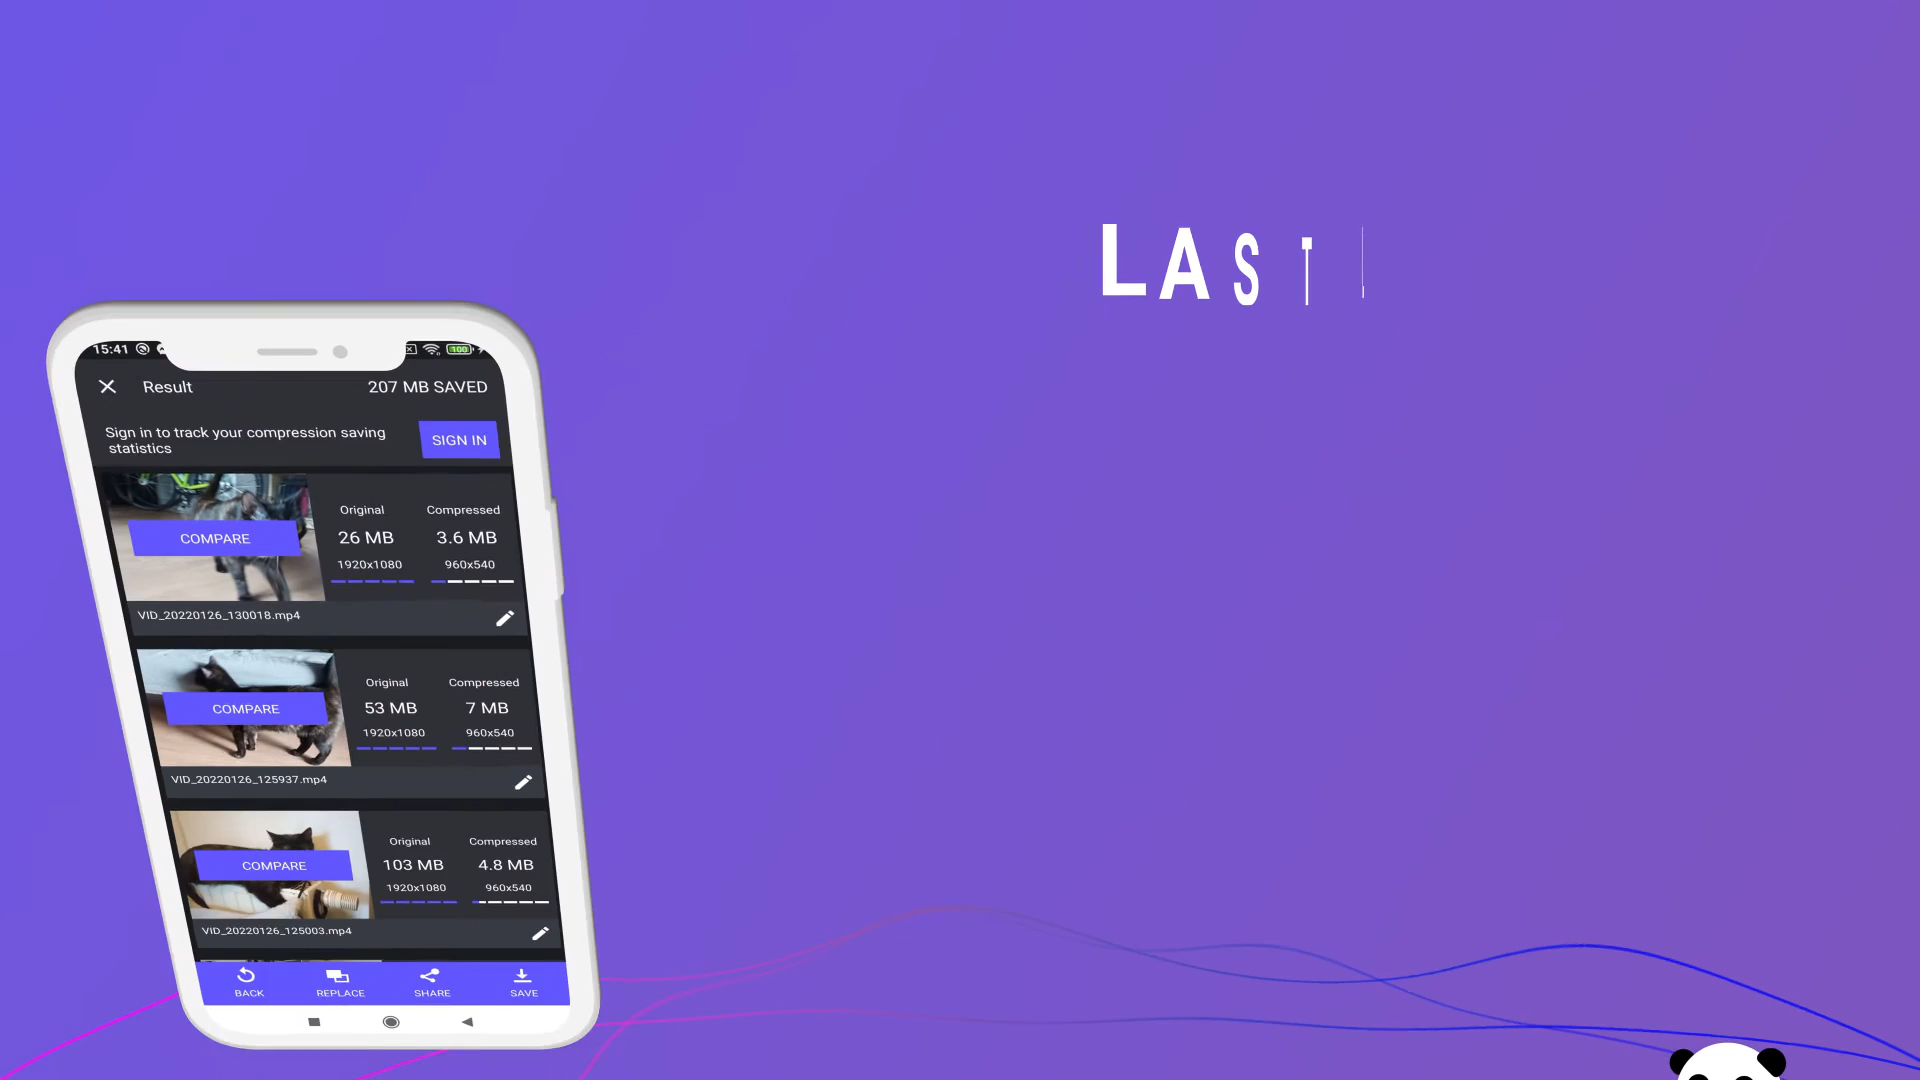 LAS
15:41
100
Result
207 MB SAVED
Sign in to track your compression saving
statistics
SIGN IN
COMPARE
Original
Compressed
26 MB
3.6 MB
1920x1080
960x540
VID_20220126_130018.mp4
COMPARE
Original
Compressed
53 MB
7 MB
1920x1080
960x540
VID_20220126_125937.mp4
COMPARE
Original
Compressed
103 MB
4.8 MB
1920x1080
960x540
VID_20220126_125003.mp4
BACK
REPLACE
SHARE
SAVE